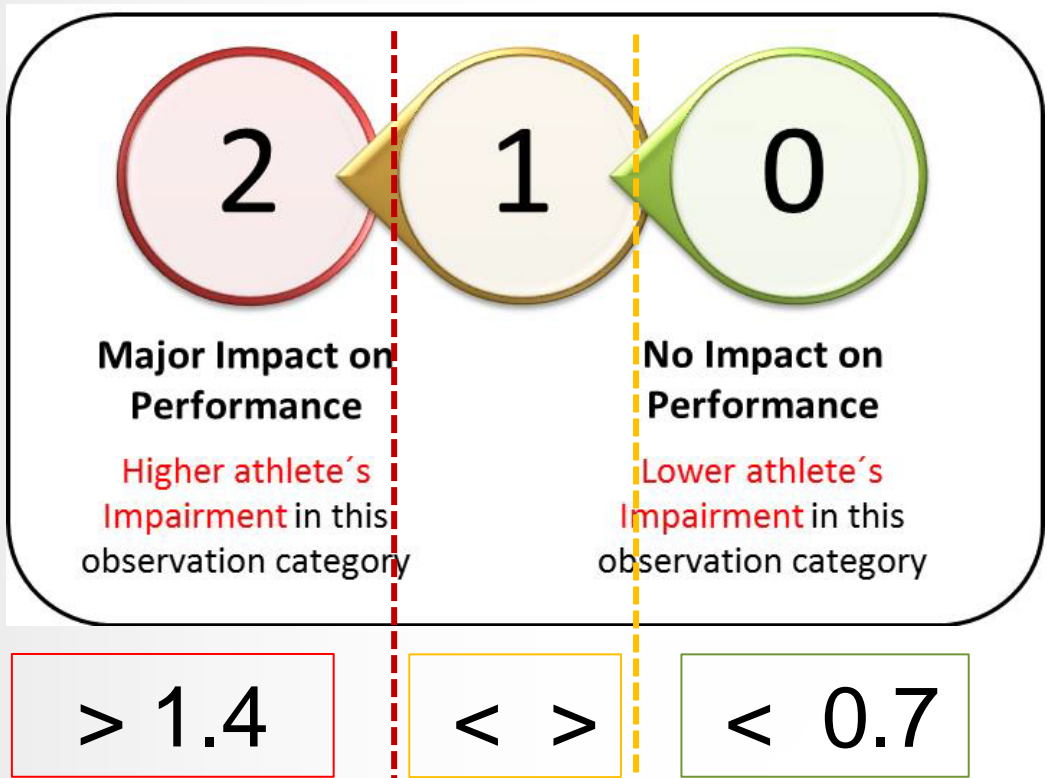 2 1 0
Major Impact on
Performance
Higher athlete´s
Impairment in this
observation category
No Impact on
Performance
Lower athlete´s
Impairment in this
observation category
> 1.4
< >
< 0.7